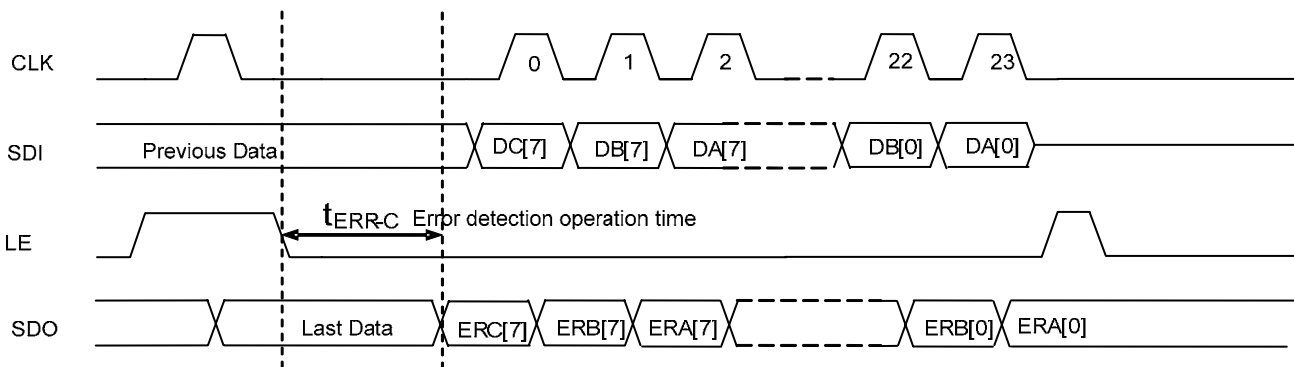 CLK 0 1 2 22 23
SDI Previous Data DC[7] DB[7] DA[7] DB[0] DA[0]
LE tERR-C Error detection operation time
SDO Last Data ERC[7] ERB[7] ERA[7] ERB[0] ERA[0]